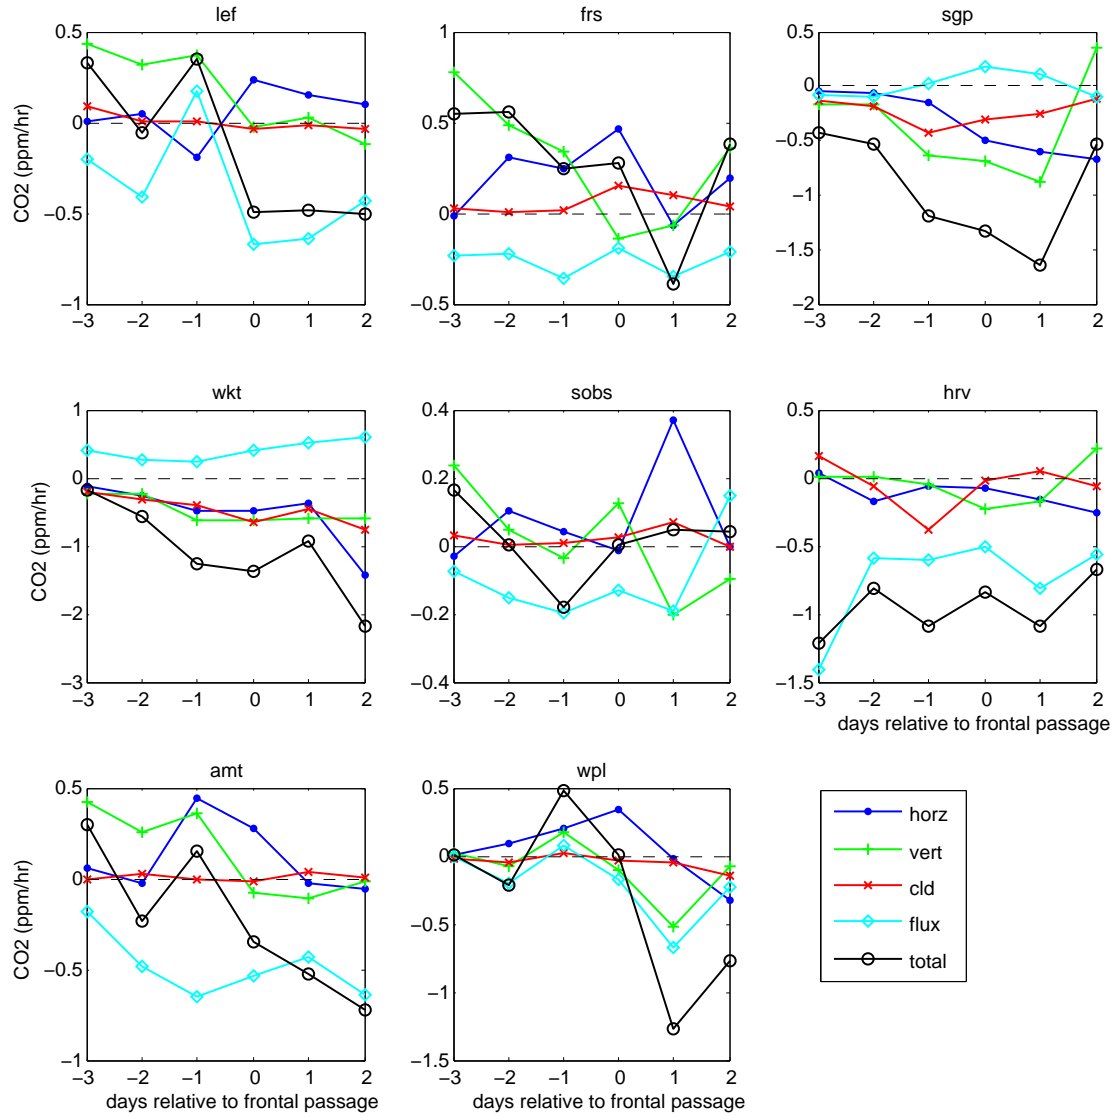 lef
0.5
0
−0.5
−1
−3 −2 −1 0 1 2
CO2 (ppm/hr)
frs
1
0.5
0
−0.5
−3 −2 −1 0 1 2
sgp
0.5
0
−0.5
−1
−1.5
−2
−3 −2 −1 0 1 2
wkt
1
0
−1
−2
−3
−3 −2 −1 0 1 2
CO2 (ppm/hr)
sobs
0.4
0.2
0
−0.2
−0.4
−3 −2 −1 0 1 2
hrv
0.5
0
−0.5
−1
−1.5
−3 −2 −1 0 1 2
days relative to frontal passage
amt
0.5
0
−0.5
−1
−3 −2 −1 0 1 2
CO2 (ppm/hr)
days relative to frontal passage
wpl
0.5
0
−0.5
−1
−1.5
−3 −2 −1 0 1 2
days relative to frontal passage
horz
vert
cld
flux
total